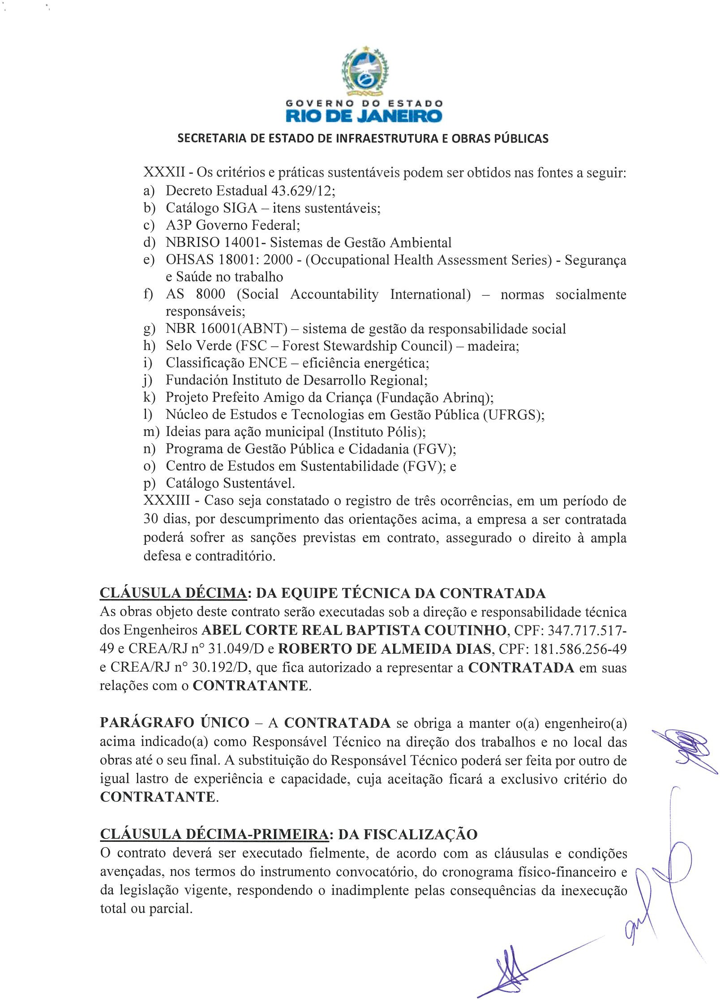 GOVERNO DO ESTADO
RIO DE JANEIRO
SECRETARIA DE ESTADO DE INFRAESTRUTURA E OBRAS PÚBLICAS
XXXII - Os critérios e práticas sustentáveis podem ser obtidos nas fontes a seguir:
a) Decreto Estadual 43.629/12;
b) Catálogo SIGA – itens sustentáveis;
c) A3P Governo Federal;
d) NBRISO 14001- Sistemas de Gestão Ambiental
e) OHSAS 18001: 2000 - (Occupational Health Assessment Series) - Segurança
e Saúde no trabalho
f) AS 8000 (Social Accountability International) – normas socialmente
responsáveis;
g) NBR 16001(ABNT) – sistema de gestão da responsabilidade social
h) Selo Verde (FSC – Forest Stewardship Council) – madeira;
i) Classificação ENCE – eficiência energética;
j) Fundación Instituto de Desarrollo Regional;
k) Projeto Prefeito Amigo da Criança (Fundação Abrinq);
l) Núcleo de Estudos e Tecnologias em Gestão Pública (UFRGS);
m) Ideias para ação municipal (Instituto Pólis);
n) Programa de Gestão Pública e Cidadania (FGV);
o) Centro de Estudos em Sustentabilidade (FGV); e
p) Catálogo Sustentável.
XXXIII - Caso seja constatado o registro de três ocorrências, em um período de
30 dias, por descumprimento das orientações acima, a empresa a ser contratada
poderá sofrer as sanções previstas em contrato, assegurado o direito à ampla
defesa e contraditório.
CLÁUSULA DÉCIMA: DA EQUIPE TÉCNICA DA CONTRATADA
As obras objeto deste contrato serão executadas sob a direção e responsabilidade técnica
dos Engenheiros ABEL CORTE REAL BAPTISTA COUTINHO, CPF: 347.717.517-
49 e CREA/RJ n° 31.049/D e ROBERTO DE ALMEIDA DIAS, CPF: 181.586.256-49
e CREA/RJ n° 30.192/D, que fica autorizado a representar a CONTRATADA em suas
relações com o CONTRATANTE.
PARÁGRAFO ÚNICO – A CONTRATADA se obriga a manter o(a) engenheiro(a)
acima indicado(a) como Responsável Técnico na direção dos trabalhos e no local das
obras até o seu final. A substituição do Responsável Técnico poderá ser feita por outro de
igual lastro de experiência e capacidade, cuja aceitação ficará a exclusivo critério do
CONTRATANTE.
CLÁUSULA DÉCIMA-PRIMEIRA: DA FISCALIZAÇÃO
O contrato deverá ser executado fielmente, de acordo com as cláusulas e condições
avençadas, nos termos do instrumento convocatório, do cronograma físico-financeiro e
da legislação vigente, respondendo o inadimplente pelas consequências da inexecução
total ou parcial.